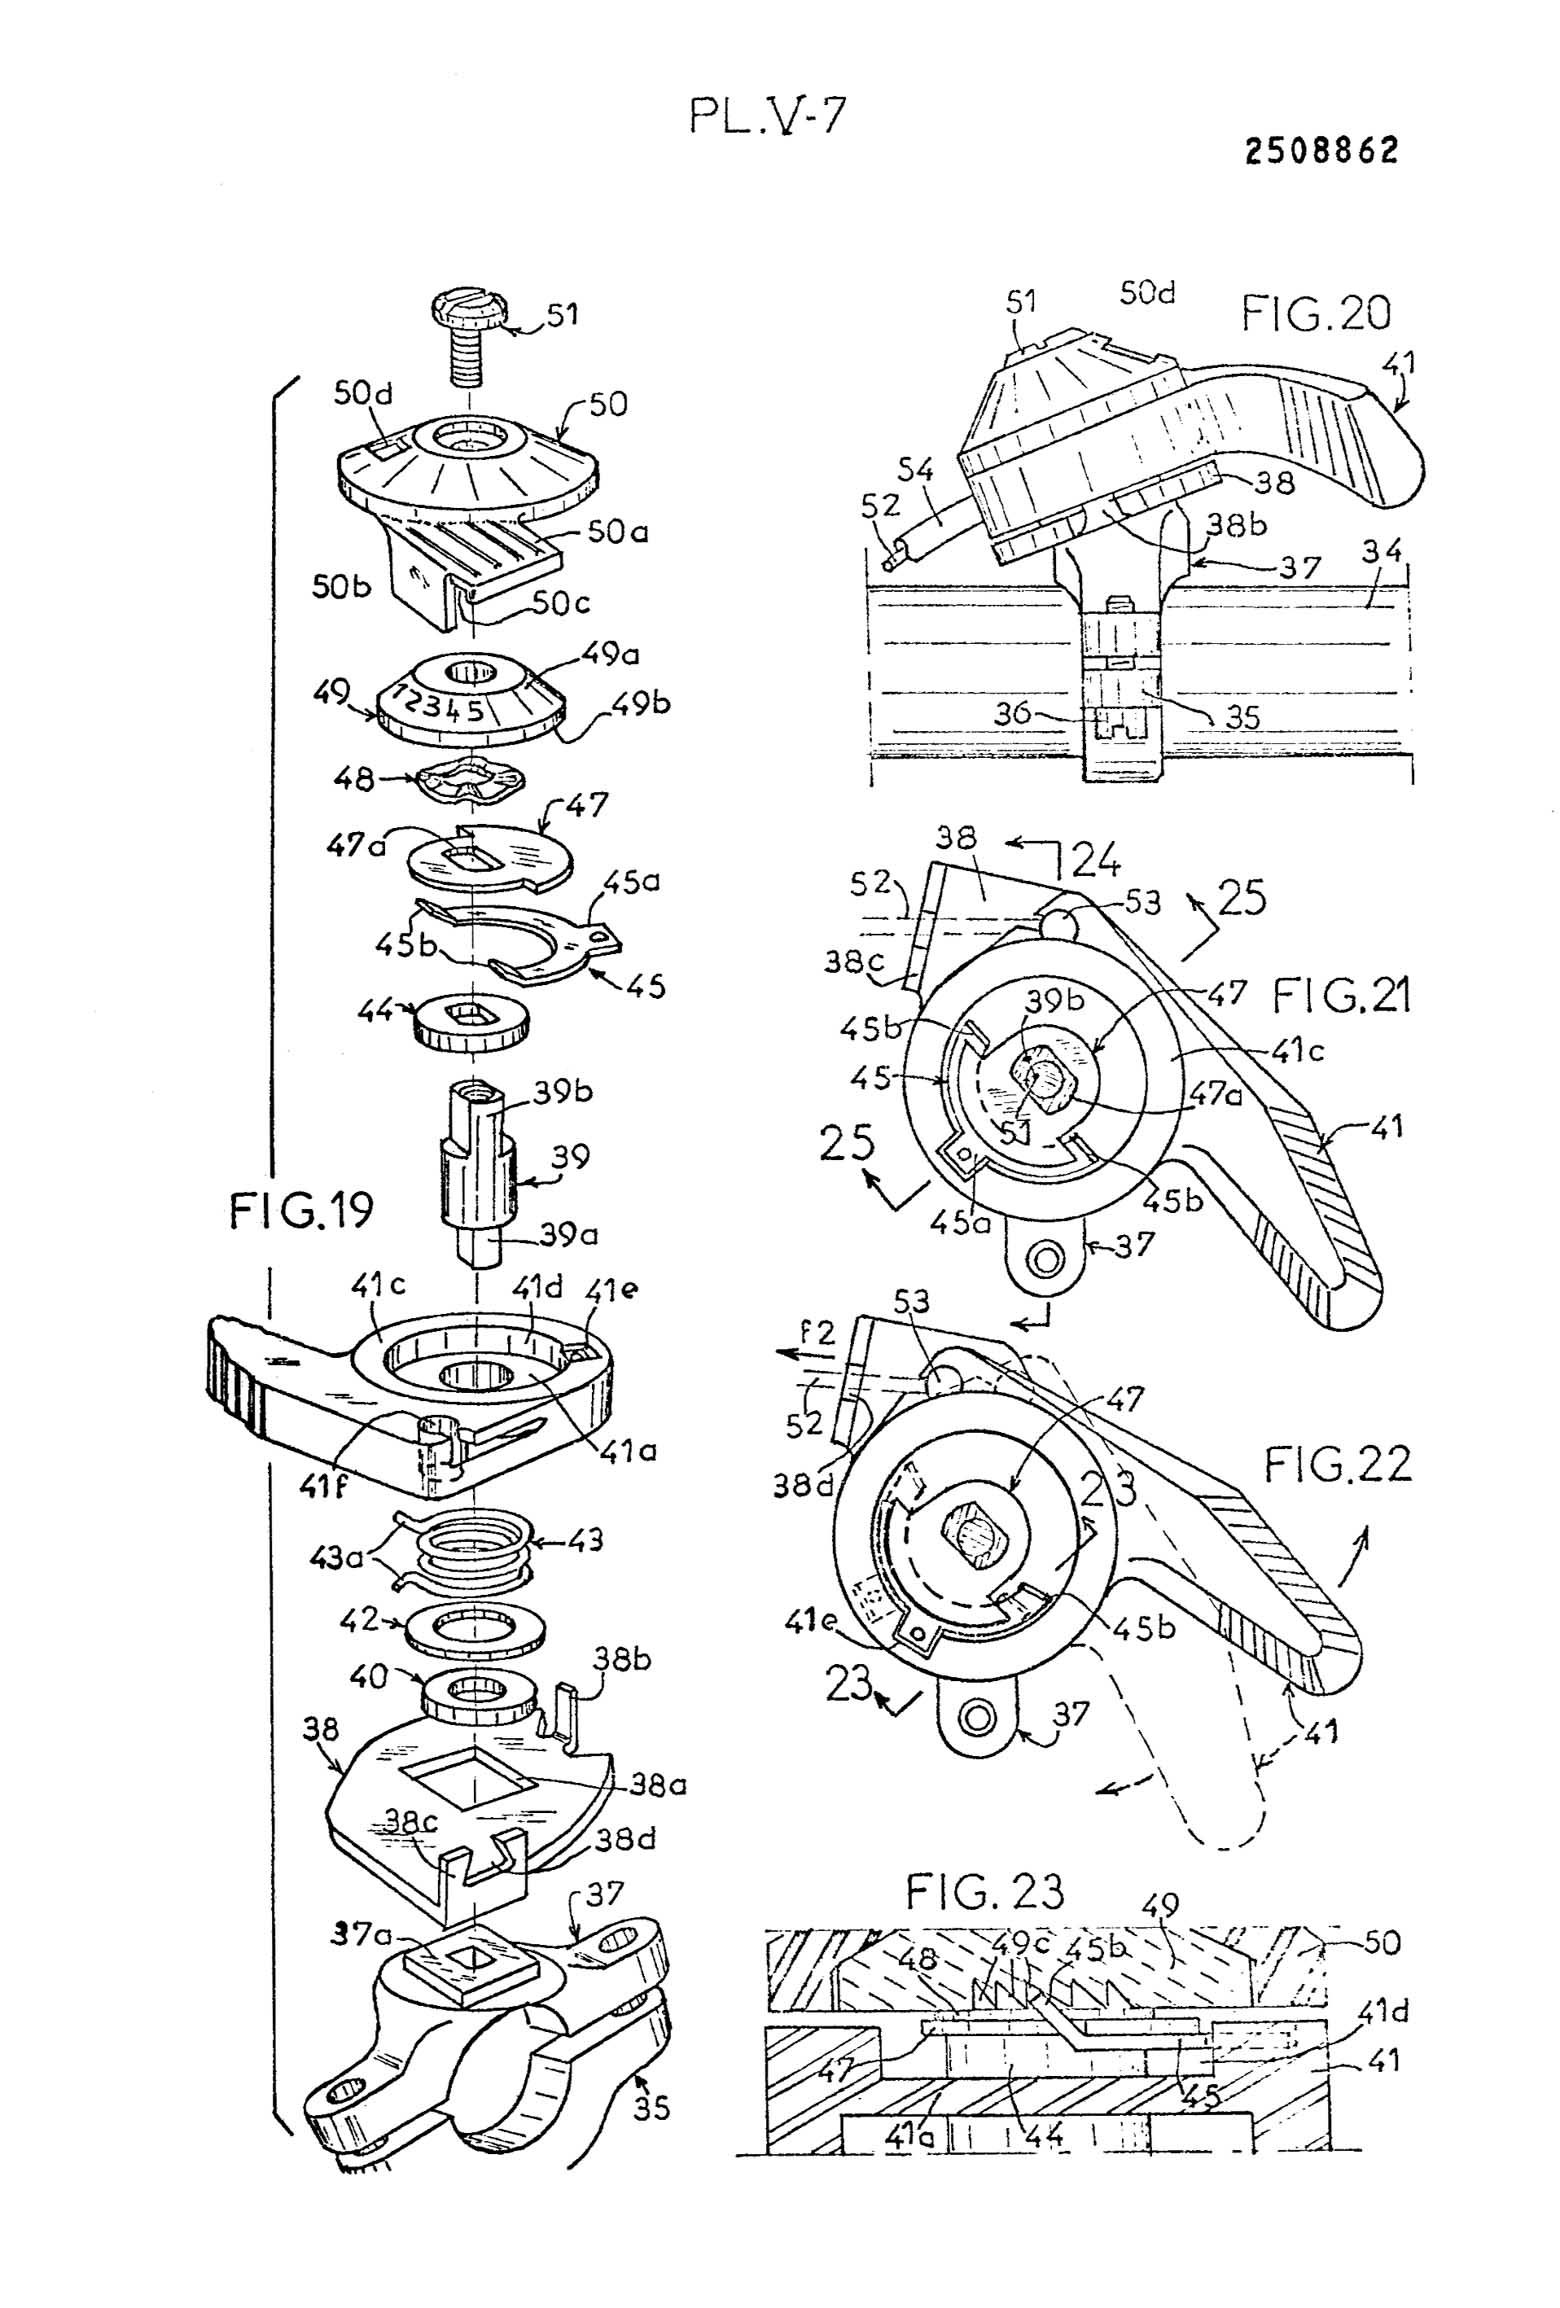 PL.V-7
2508862
51
50d
50
50a
50b
50c
49a
49
12345
49b
48
47
47a
45a
45b
45
44
39b
39
FIG.19
39a
41c
41d
41e
41a
41f
43
43a
42
40
38b
38
38a
38c
38d
37
37a
35
51
50d
FIG.20
41
54
52
38
38b
37
34
36
35
38
24
52
53
25
38c
39b
47
FIG.21
45b
41c
45
47a
51
41
25
45a
45b
37
f2
53
52
47
38d
23
FIG.22
41e
45b
23
37
41
FIG. 23
49
48
49c
45b
50
41d
47
41
45
41a
44